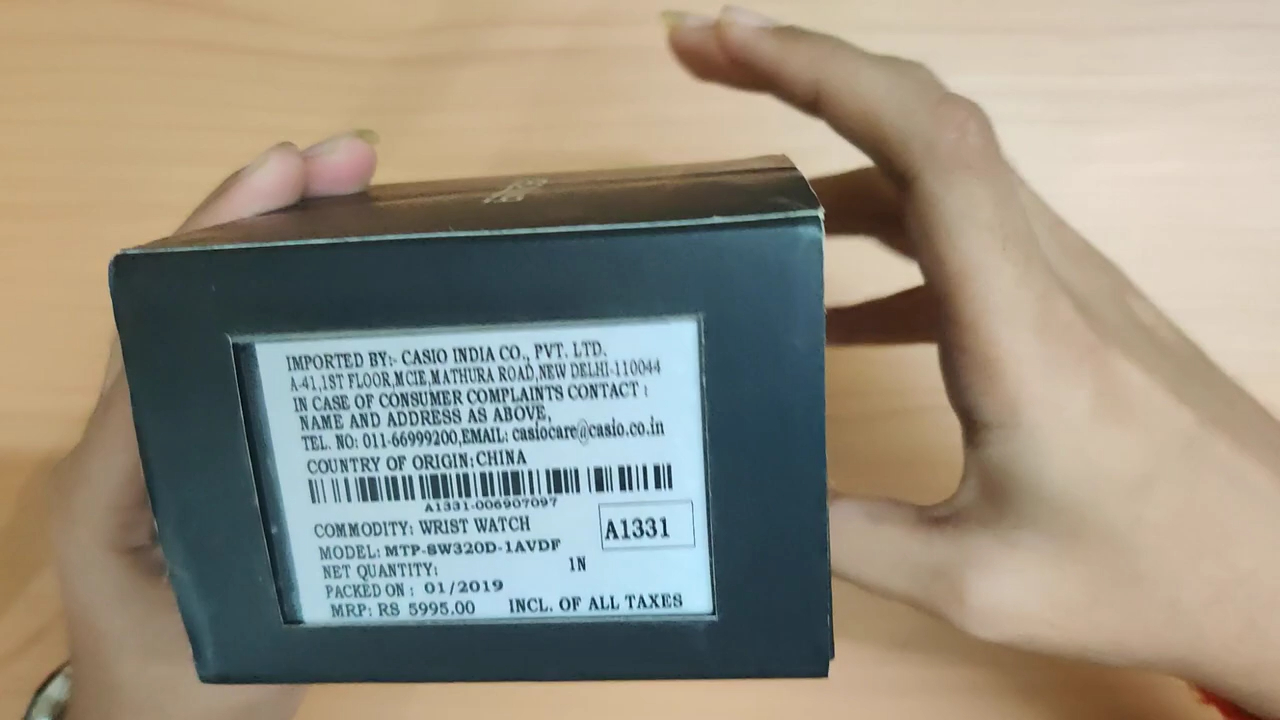 IMPORTED BY:- CASIO INDIA CO., PVT. LTD.
A-41,1ST FLOOR,MCIE,MATHURA ROAD,NEW DELHI-110044
IN CASE OF CONSUMER COMPLAINTS CONTACT :
NAME AND ADDRESS AS ABOVE,
TEL. NO: 011-66999200,EMAIL: casiocare@casio.co.in
COUNTRY OF ORIGIN:CHINA
A1331-006907097
COMMODITY: WRIST WATCH
A1331
MODEL: MTP-SW320D-1AVDF
NET QUANTITY: 1N
PACKED ON : 01/2019
MRP: RS 5995.00 INCL. OF ALL TAXES